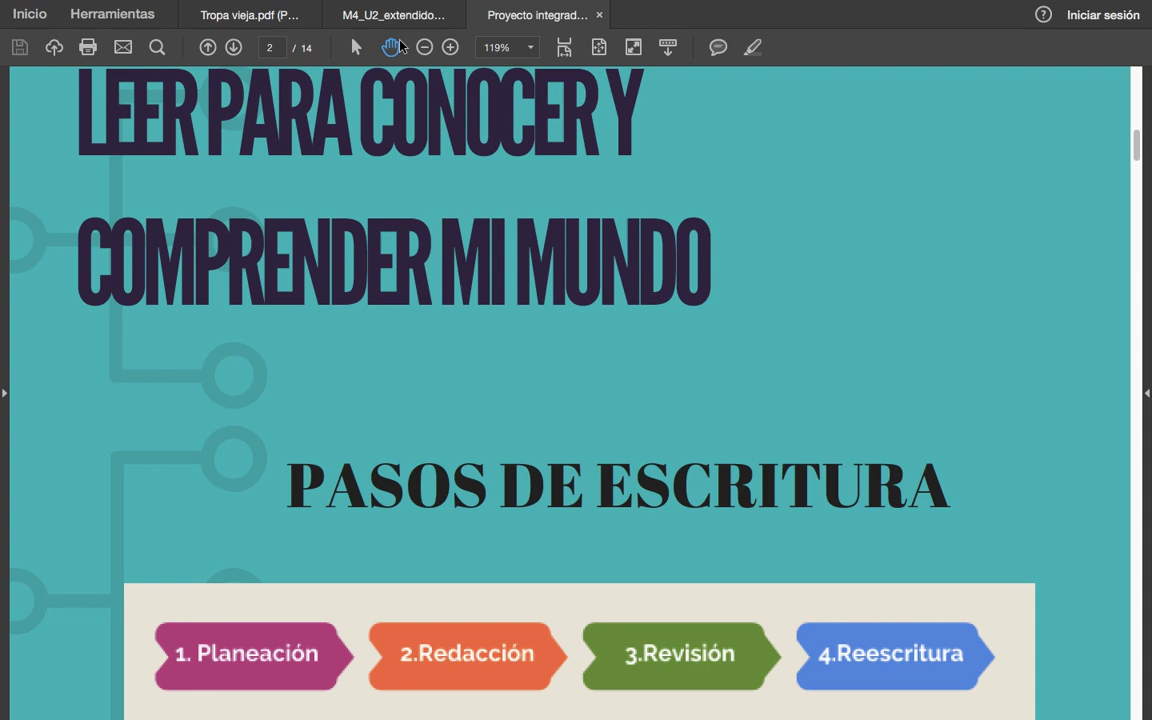 Inicio Herramientas Tropa vieja.pdf (P... M4_U2_extendido... Proyecto integrad... × ? Iniciar sesión
2 / 14 119%
LEER PARA CONOCER Y
COMPRENDER MI MUNDO
PASOS DE ESCRITURA
1. Planeación 2.Redacción 3.Revisión 4.Reescritura